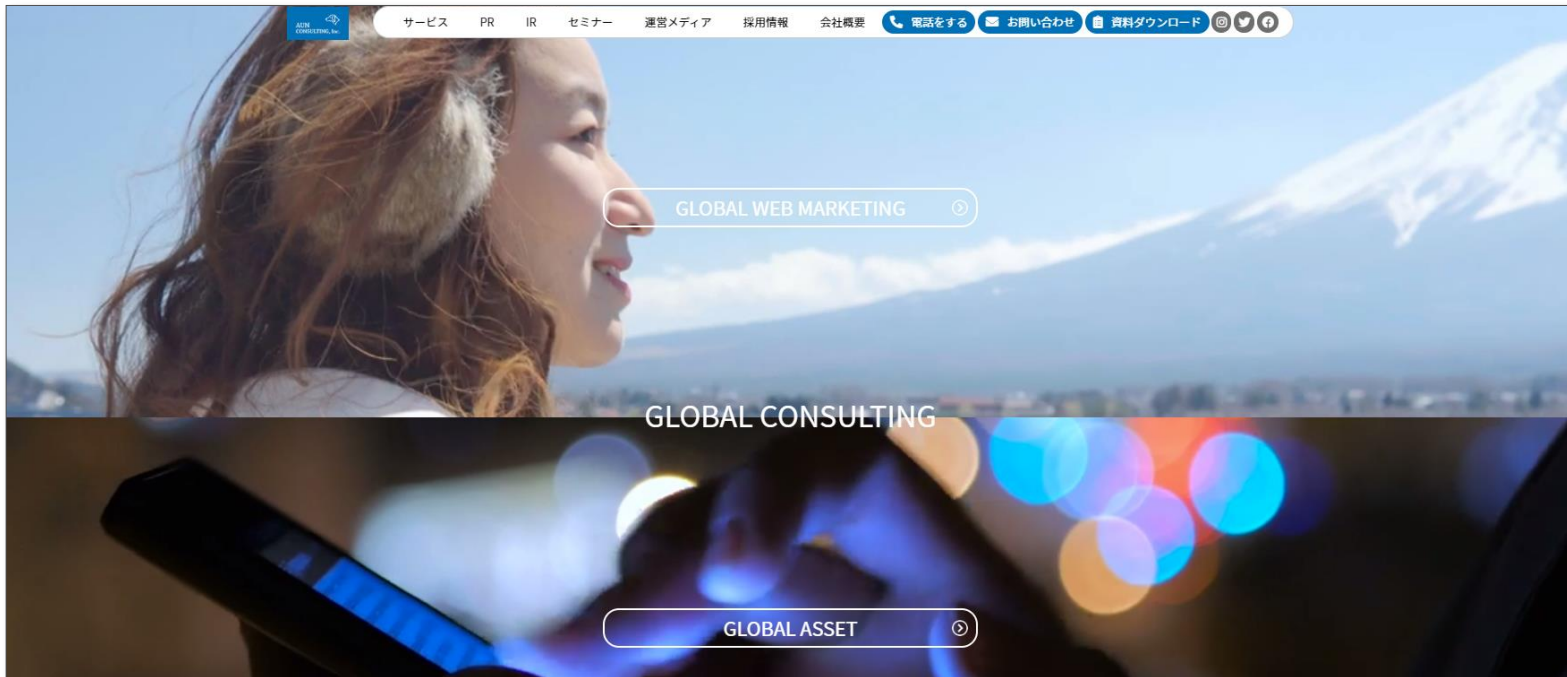 AUN
CONSULTING, Inc.
サービス PR IR セミナー 運営メディア 採用情報 会社概要 電話をする お問い合わせ 資料ダウンロード
GLOBAL WEB MARKETING
GLOBAL CONSULTING
GLOBAL ASSET